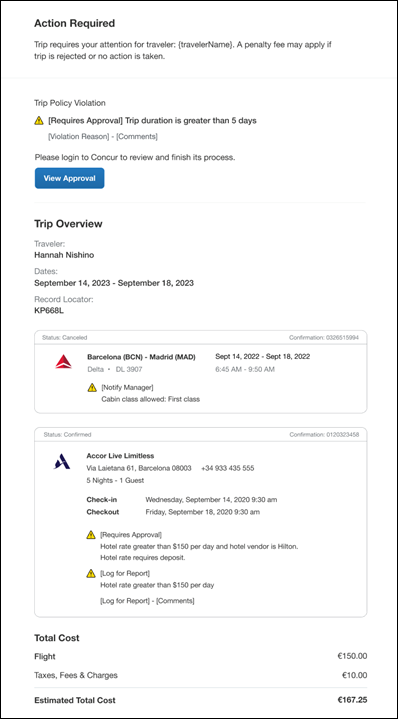 Action Required
Trip requires your attention for traveler: {travelerName}. A penalty fee may apply if
trip is rejected or no action is taken.
Trip Policy Violation
[Requires Approval] Trip duration is greater than 5 days
[Violation Reason] - [Comments]
Please login to Concur to review and finish its process.
View Approval
Trip Overview
Traveler:
Hannah Nishino
Dates:
September 14, 2023 - September 18, 2023
Record Locator:
KP668L
Status: Canceled Confirmation: 0326515994
Barcelona (BCN) - Madrid (MAD) Sept 14, 2022 - Sept 18, 2022
Delta • DL 3907 6:45 AM - 9:50 AM
[Notify Manager]
Cabin class allowed: First class
Status: Confirmed Confirmation: 0120323458
Accor Live Limitless
Via Laietana 61, Barcelona 08003 +34 933 435 555
5 Nights - 1 Guest
Check-in Wednesday, September 14, 2020 9:30 am
Checkout Friday, September 18, 2020 9:30 am
[Requires Approval]
Hotel rate greater than $150 per day and hotel vendor is Hilton.
Hotel rate requires deposit.
[Log for Report]
Hotel rate greater than $150 per day
[Log for Report] - [Comments]
Total Cost
Flight €150.00
Taxes, Fees & Charges €10.00
Estimated Total Cost €167.25